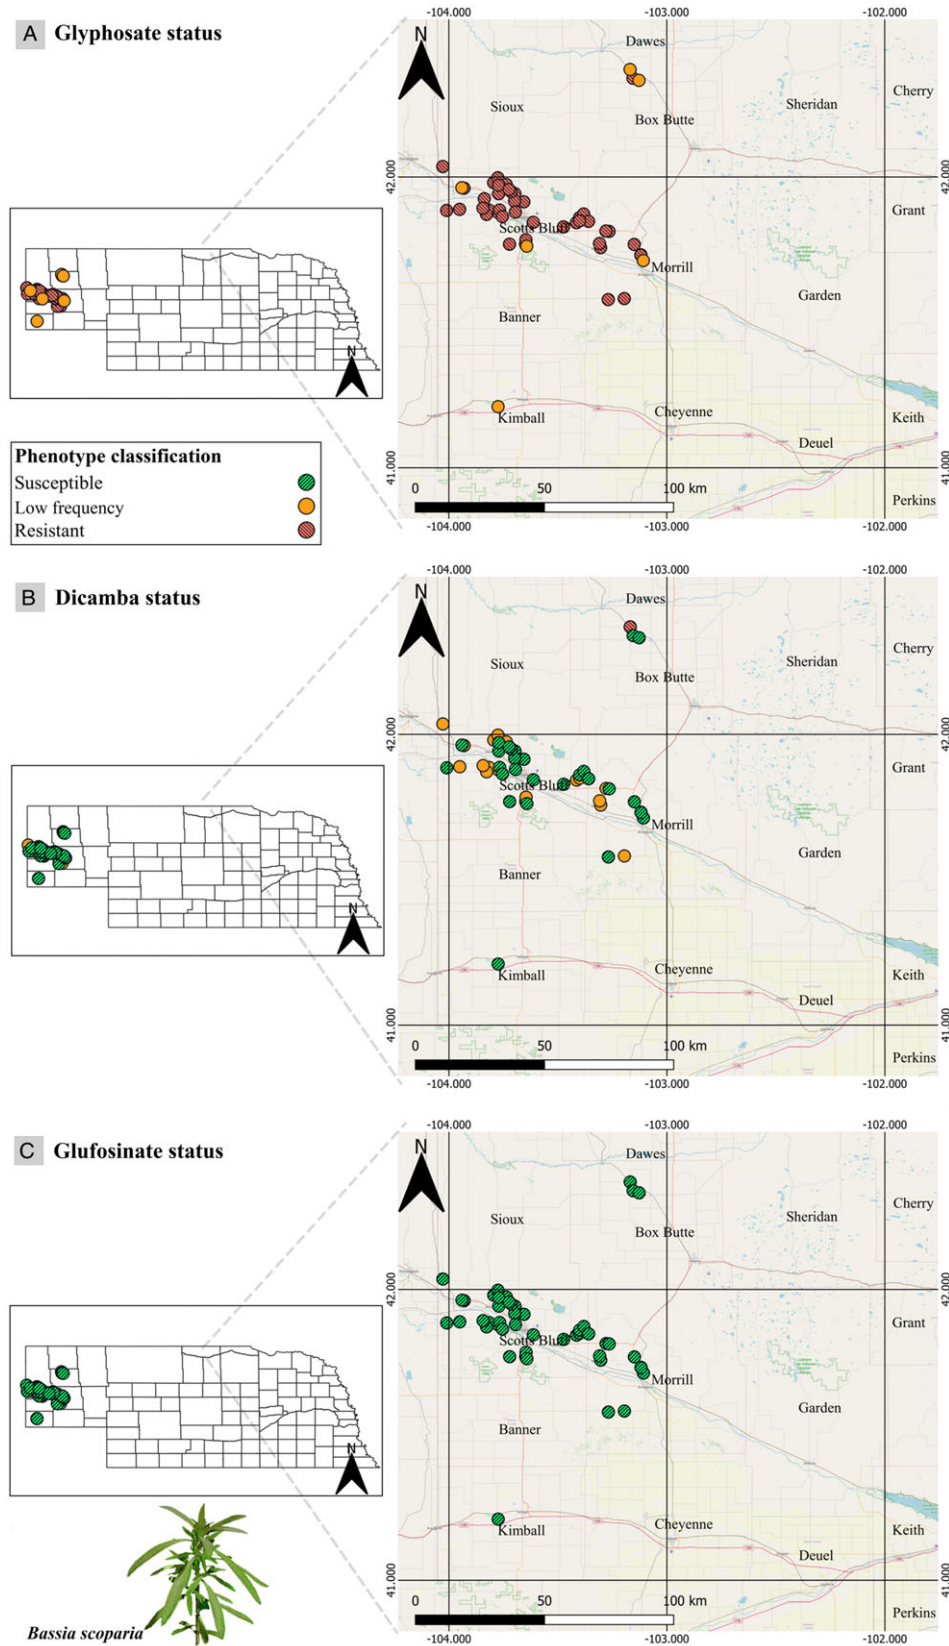 A Glyphosate status
-104.000 -103.000 -102.000
N
Dawes
Cherry
Sheridan
Sioux
Box Butte
42.000 42.000
Grant
Scotts Bluff
Morrill
Garden
Banner
N
Kimball
Cheyenne
Keith
Deuel
Phenotype classification
Susceptible
Low frequency
Resistant
41.000 41.000
0 50 100 km
Perkins
-104.000 -103.000 -102.000
B Dicamba status
-104.000 -103.000 -102.000
N
Dawes
Cherry
Sheridan
Sioux
Box Butte
42.000 42.000
Grant
Scotts Bluff
Morrill
Garden
Banner
N
Kimball
Cheyenne
Keith
Deuel
41.000 41.000
0 50 100 km
Perkins
-104.000 -103.000 -102.000
C Glufosinate status
-104.000 -103.000 -102.000
N
Dawes
Cherry
Sheridan
Sioux
Box Butte
42.000 42.000
Grant
Scotts Bluff
Morrill
Garden
Banner
N
Kimball
Cheyenne
Keith
Deuel
41.000 41.000
0 50 100 km
Perkins
-104.000 -103.000 -102.000
Bassia scoparia